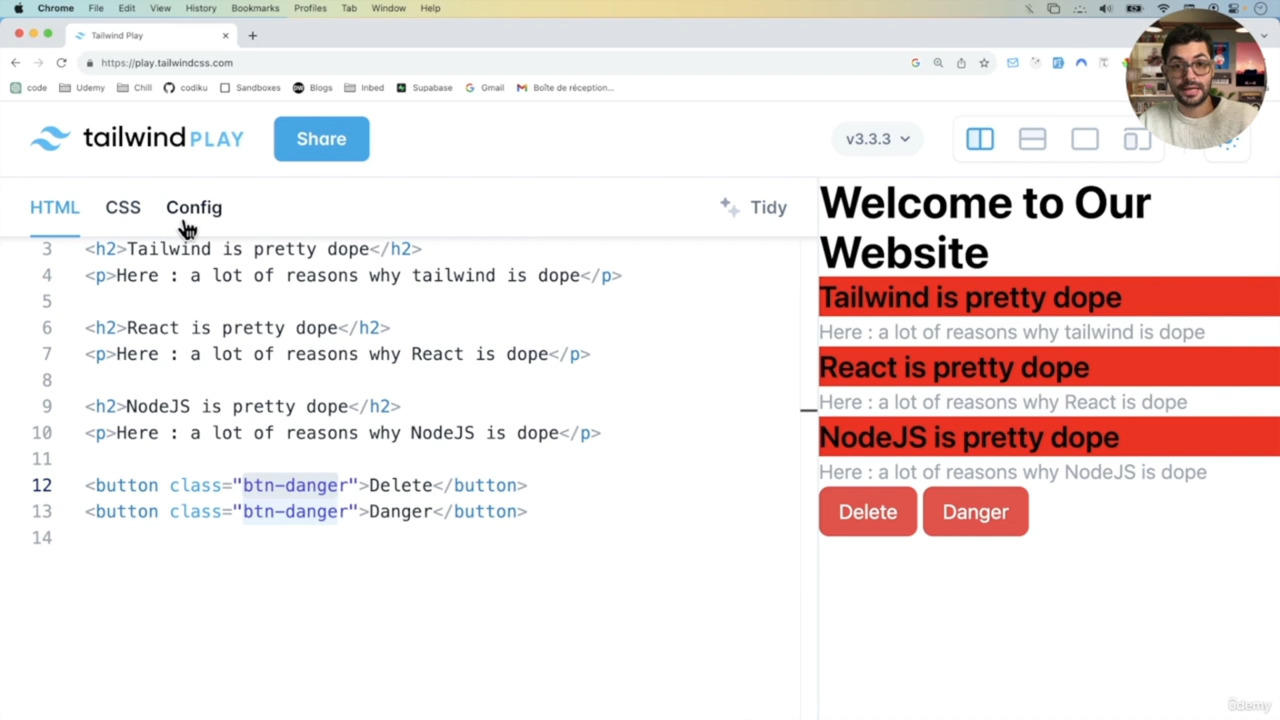 Chrome File Edit View History Bookmarks Profiles Tab Window Help
Tailwind Play
https://play.tailwindcss.com
code Udemy Chill codiku Sandboxes Blogs Inbed Supabase Gmail Boîte de réception...
tailwind PLAY Share v3.3.3
HTML CSS Config Tidy
3 <h2>Tailwind is pretty dope</h2>
4 <p>Here : a lot of reasons why tailwind is dope</p>
5
6 <h2>React is pretty dope</h2>
7 <p>Here : a lot of reasons why React is dope</p>
8
9 <h2>NodeJS is pretty dope</h2>
10 <p>Here : a lot of reasons why NodeJS is dope</p>
11
12 <button class="btn-danger">Delete</button>
13 <button class="btn-danger">Danger</button>
14
Welcome to Our
Website
Tailwind is pretty dope
Here : a lot of reasons why tailwind is dope
React is pretty dope
Here : a lot of reasons why React is dope
NodeJS is pretty dope
Here : a lot of reasons why NodeJS is dope
Delete Danger
ûdemy